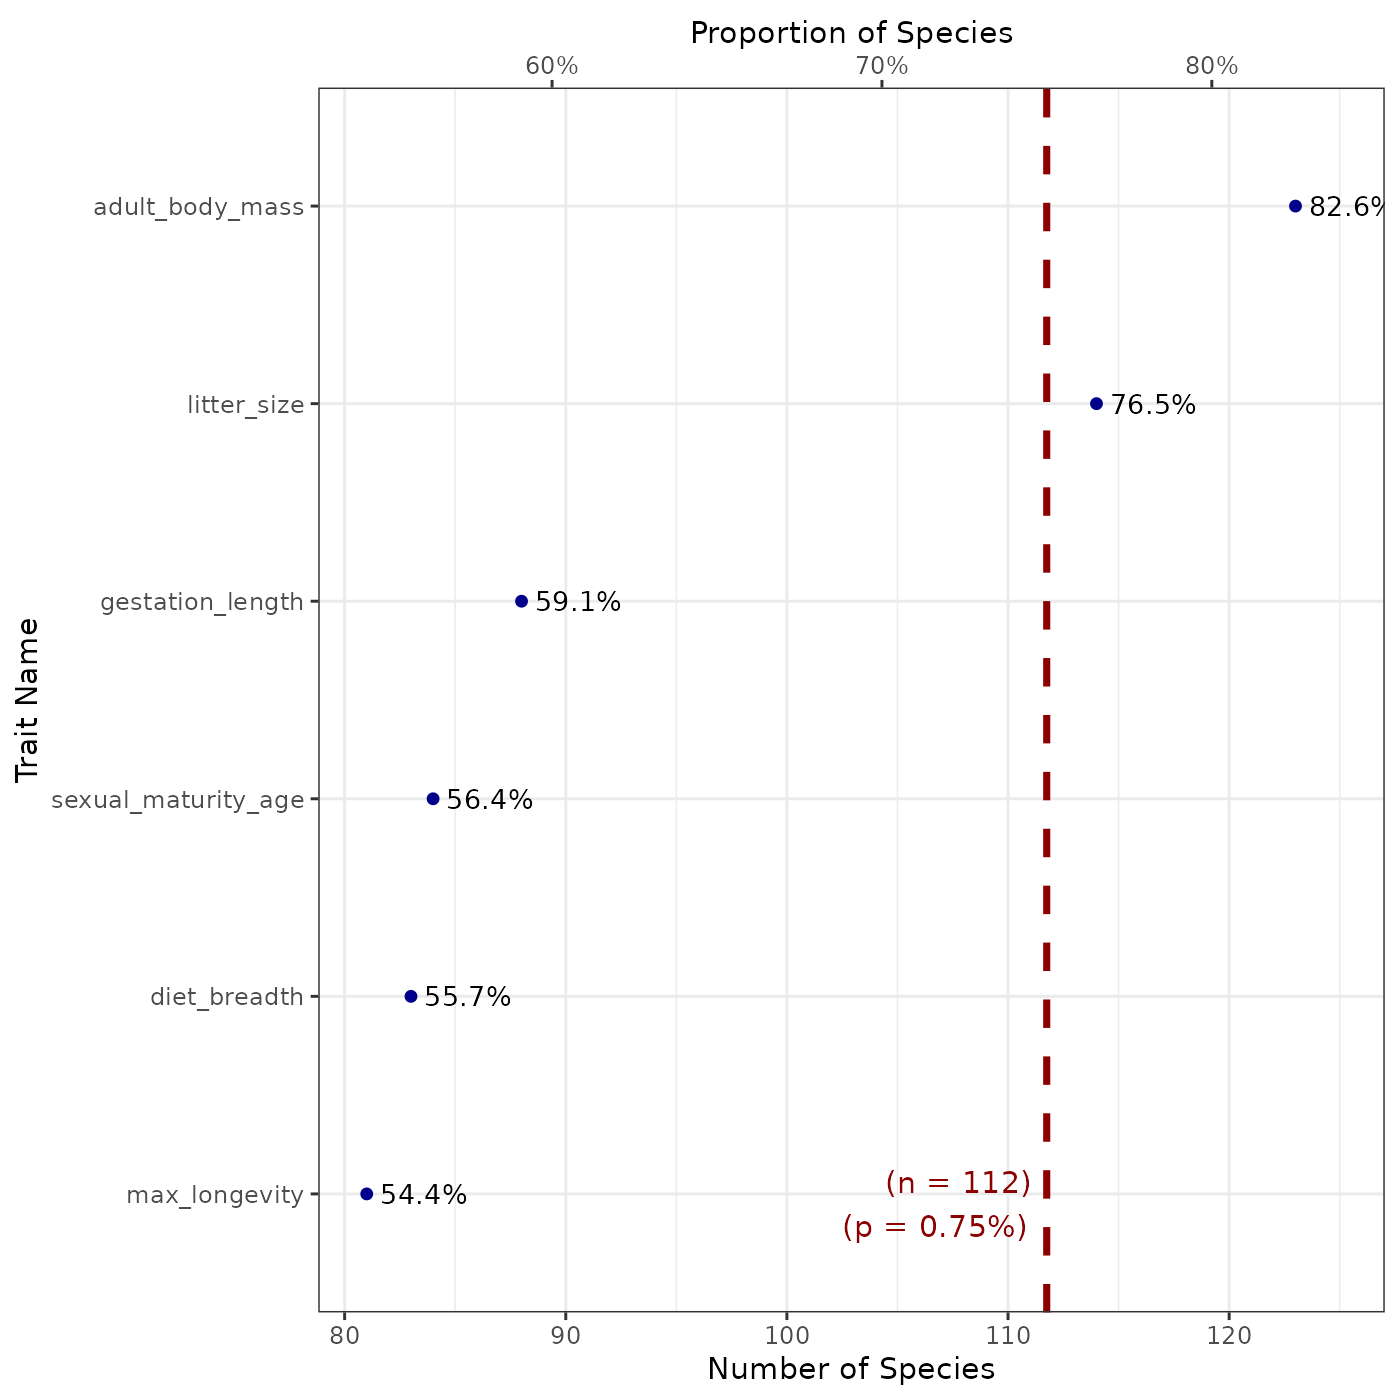 Proportion of Species
60% 70% 80%
adult_body_mass 82.6%
litter_size 76.5%
gestation_length 59.1%
sexual_maturity_age 56.4%
diet_breadth 55.7%
max_longevity 54.4%
(n = 112)
(p = 0.75%)
Trait Name
80 90 100 110 120
Number of Species